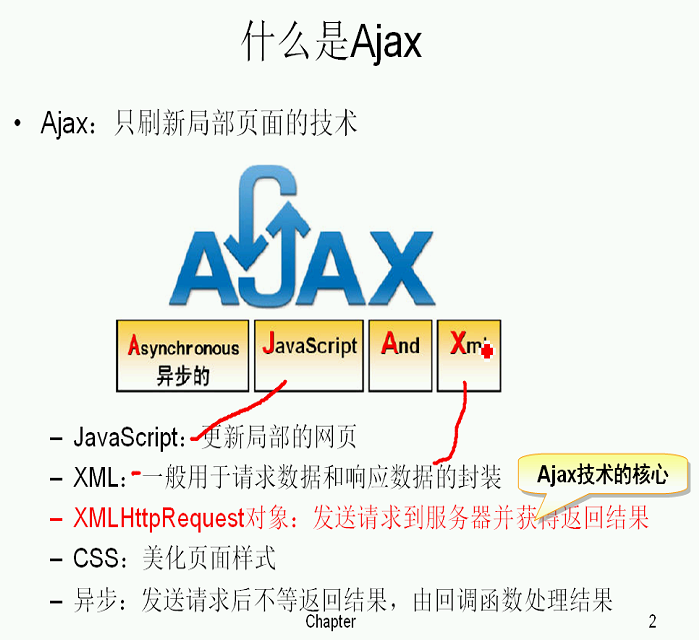 什么是Ajax
• Ajax：只刷新局部页面的技术
AJAX
Asynchronous JavaScript And Xml
异步的
– JavaScript：更新局部的网页
– XML：一般用于请求数据和响应数据的封装
Ajax技术的核心
– XMLHttpRequest对象：发送请求到服务器并获得返回结果
– CSS：美化页面样式
– 异步：发送请求后不等返回结果，由回调函数处理结果
Chapter 2